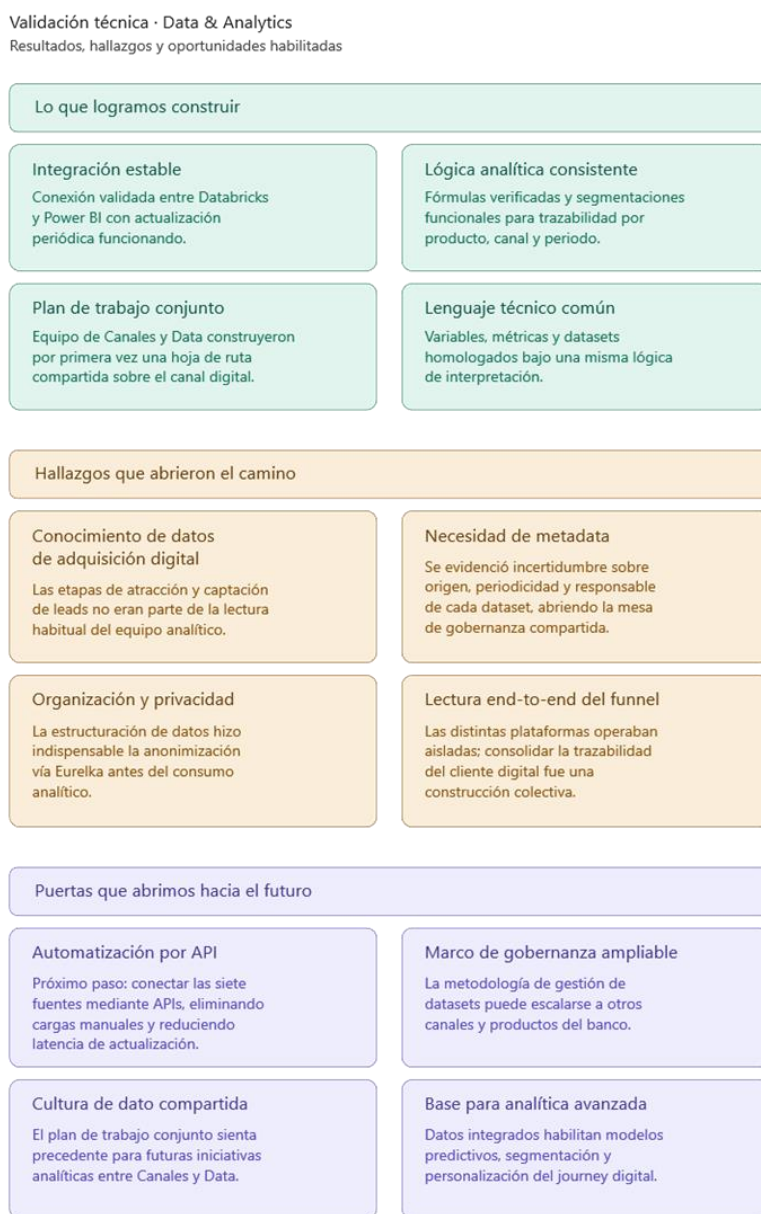 Validación técnica · Data & Analytics
Resultados, hallazgos y oportunidades habilitadas
Lo que logramos construir
Integración estable
Conexión validada entre Databricks
y Power BI con actualización
periódica funcionando.
Lógica analítica consistente
Fórmulas verificadas y segmentaciones
funcionales para trazabilidad por
producto, canal y periodo.
Plan de trabajo conjunto
Equipo de Canales y Data construyeron
por primera vez una hoja de ruta
compartida sobre el canal digital.
Lenguaje técnico común
Variables, métricas y datasets
homologados bajo una misma lógica
de interpretación.
Hallazgos que abrieron el camino
Conocimiento de datos
de adquisición digital
Las etapas de atracción y captación
de leads no eran parte de la lectura
habitual del equipo analítico.
Necesidad de metadata
Se evidenció incertidumbre sobre
origen, periodicidad y responsable
de cada dataset, abriendo la mesa
de gobernanza compartida.
Organización y privacidad
La estructuración de datos hizo
indispensable la anonimización
vía Eurelka antes del consumo
analítico.
Lectura end-to-end del funnel
Las distintas plataformas operaban
aisladas; consolidar la trazabilidad
del cliente digital fue una
construcción colectiva.
Puertas que abrimos hacia el futuro
Automatización por API
Próximo paso: conectar las siete
fuentes mediante APIs, eliminando
cargas manuales y reduciendo
latencia de actualización.
Marco de gobernanza ampliable
La metodología de gestión de
datasets puede escalarse a otros
canales y productos del banco.
Cultura de dato compartida
El plan de trabajo conjunto sienta
precedente para futuras iniciativas
analíticas entre Canales y Data.
Base para analítica avanzada
Datos integrados habilitan modelos
predictivos, segmentación y
personalización del journey digital.